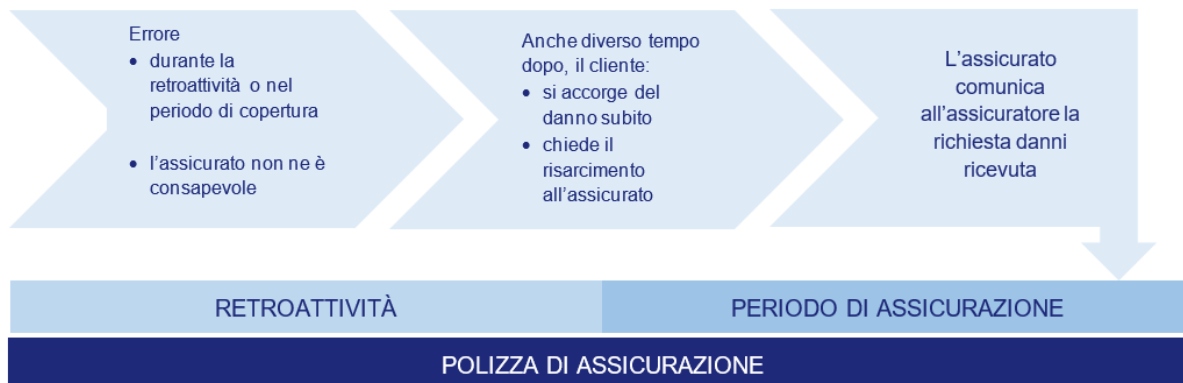 Errore
• durante la
retroattività o nel
periodo di copertura
• l'assicurato non ne è
consapevole
Anche diverso tempo
dopo, il cliente:
• si accorge del
danno subito
• chiede il
risarcimento
all'assicurato
L'assicurato
comunica
all'assicuratore la
richiesta danni
ricevuta
RETROATTIVITÀ
PERIODO DI ASSICURAZIONE
POLIZZA DI ASSICURAZIONE